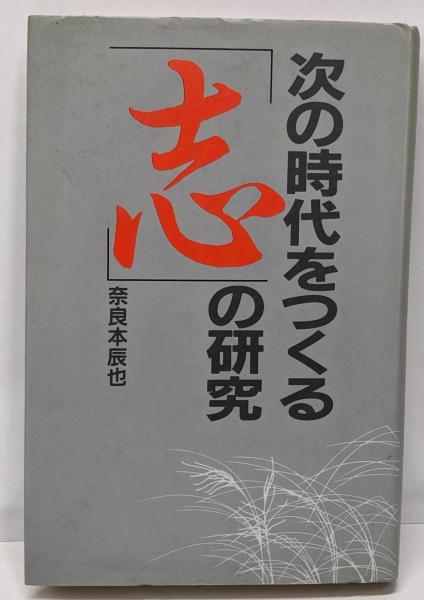 次の時代をつくる
「志」の研究
奈良本辰也